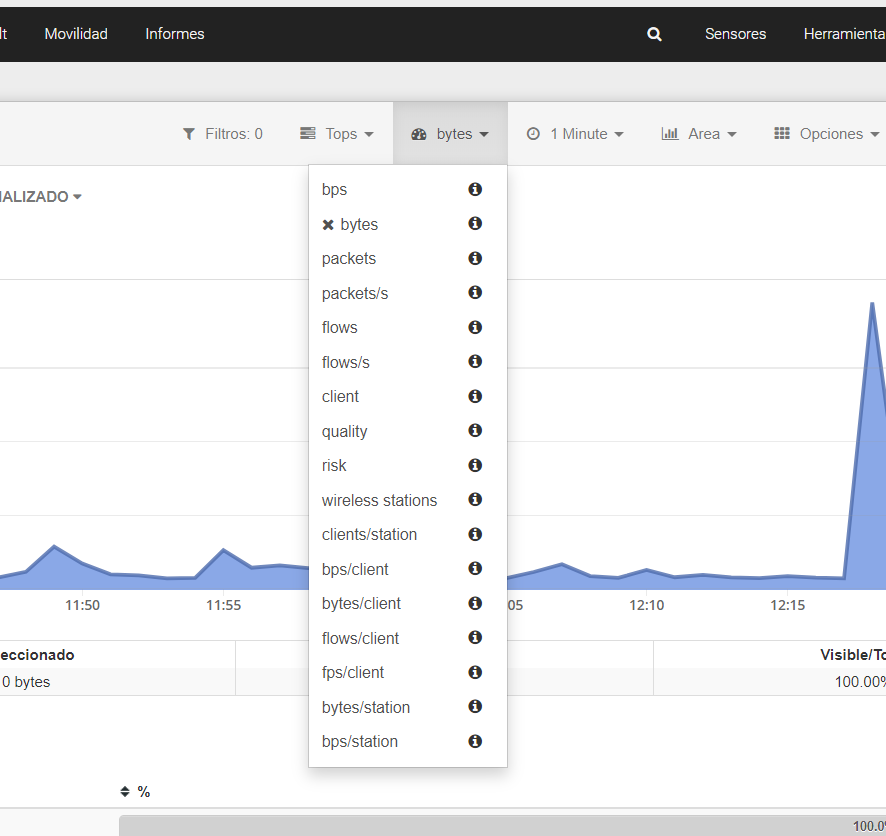 lt Movilidad Informes Sensores Herramienta
Filtros: 0 Tops bytes 1 Minute Area Opciones
IALIZADO
bps
bytes
packets
packets/s
flows
flows/s
client
quality
risk
wireless stations
clients/station
bps/client
bytes/client
flows/client
fps/client
bytes/station
bps/station
11:50 11:55 05 12:10 12:15
eccionado Visible/To
0 bytes 100.00%
%
100.0